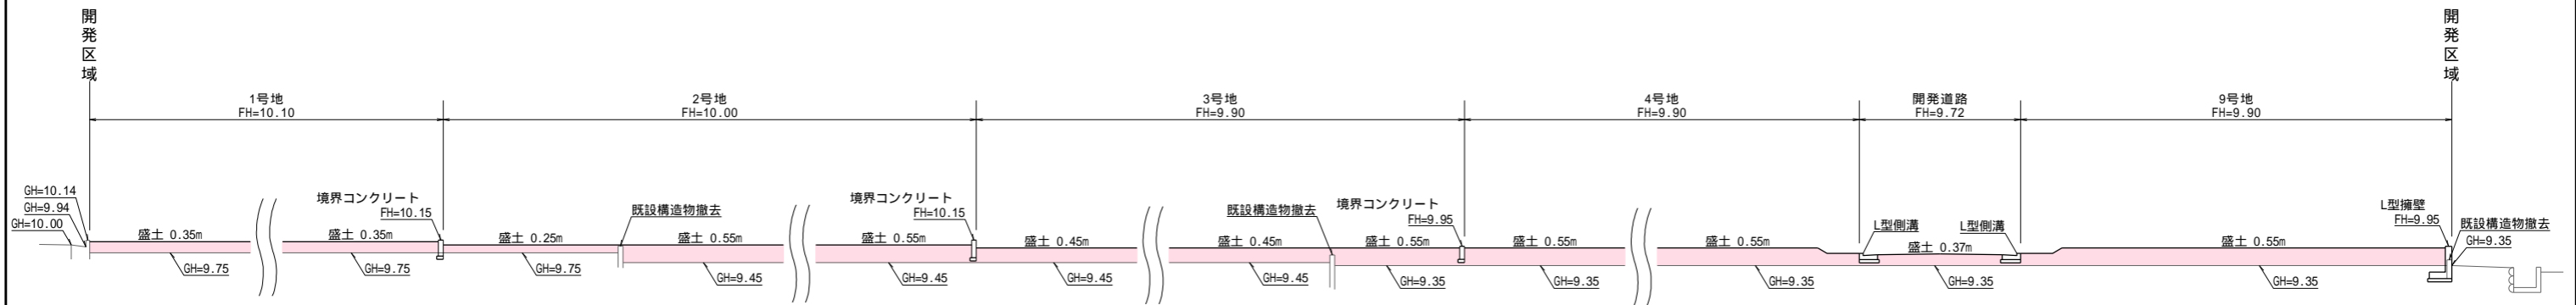 開発区域
開発区域
1号地
FH=10.10
2号地
FH=10.00
3号地
FH=9.90
4号地
FH=9.90
開発道路
FH=9.72
9号地
FH=9.90
GH=10.14
GH=9.94
GH=10.00
盛土 0.35m
GH=9.75
境界コンクリート
FH=10.15
盛土 0.35m
GH=9.75
盛土 0.25m
GH=9.75
既設構造物撤去
盛土 0.55m
GH=9.45
境界コンクリート
FH=10.15
盛土 0.55m
GH=9.45
盛土 0.45m
GH=9.45
既設構造物撤去
盛土 0.45m
GH=9.45
境界コンクリート
FH=9.95
盛土 0.55m
GH=9.35
盛土 0.55m
GH=9.35
盛土 0.55m
GH=9.35
L型側溝
L型側溝
盛土 0.37m
GH=9.35
盛土 0.55m
GH=9.35
L型擁壁
FH=9.95
既設構造物撤去
GH=9.35